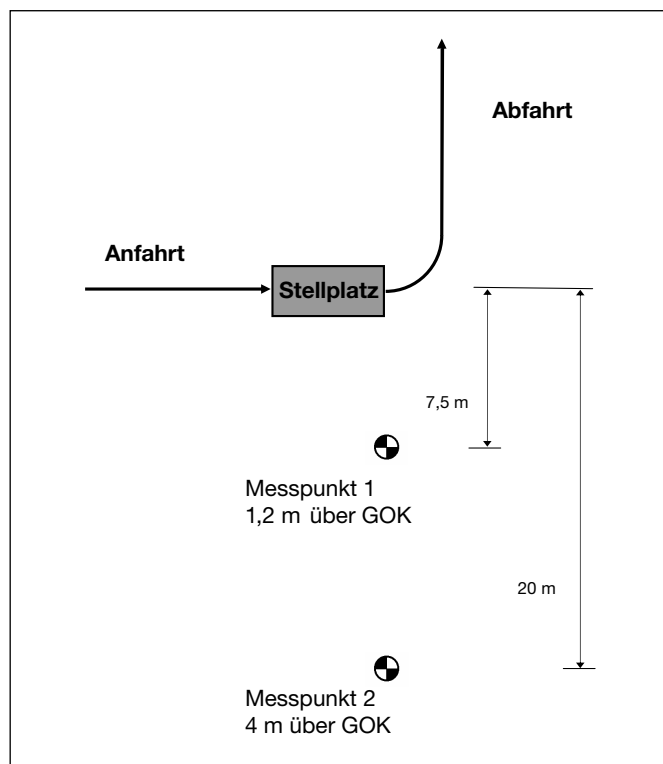 Abfahrt
Anfahrt
Stellplatz
7,5 m
Messpunkt 1
1,2 m über GOK
20 m
Messpunkt 2
4 m über GOK